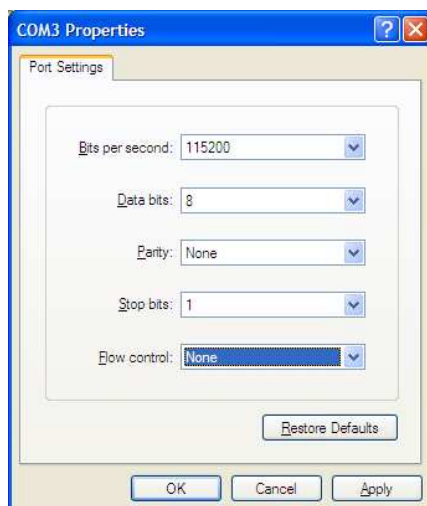 COM3 Properties
Port Settings
Bits per second: 115200
Data bits: 8
Parity: None
Stop bits: 1
Flow control: None
Restore Defaults
OK Cancel Apply